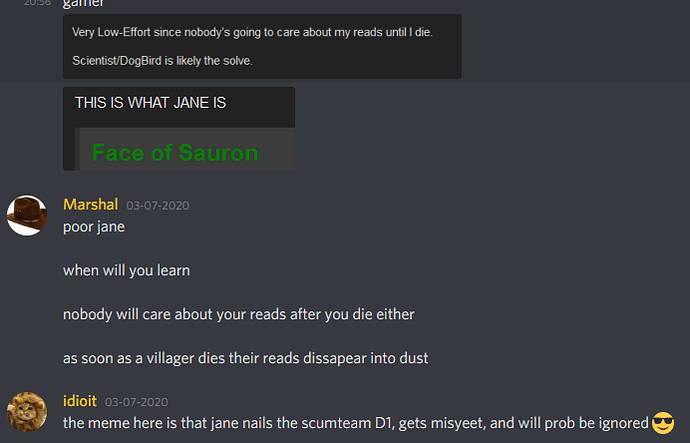 20:56 gamer
Very Low-Effort since nobody's going to care about my reads until I die.
Scientist/DogBird is likely the solve.
THIS IS WHAT JANE IS
Face of Sauron
Marshal 03-07-2020
poor jane
when will you learn
nobody will care about your reads after you die either
as soon as a villager dies their reads dissapear into dust
idioit 03-07-2020
the meme here is that jane nails the scumteam D1, gets misyeet, and will prob be ignored 😎